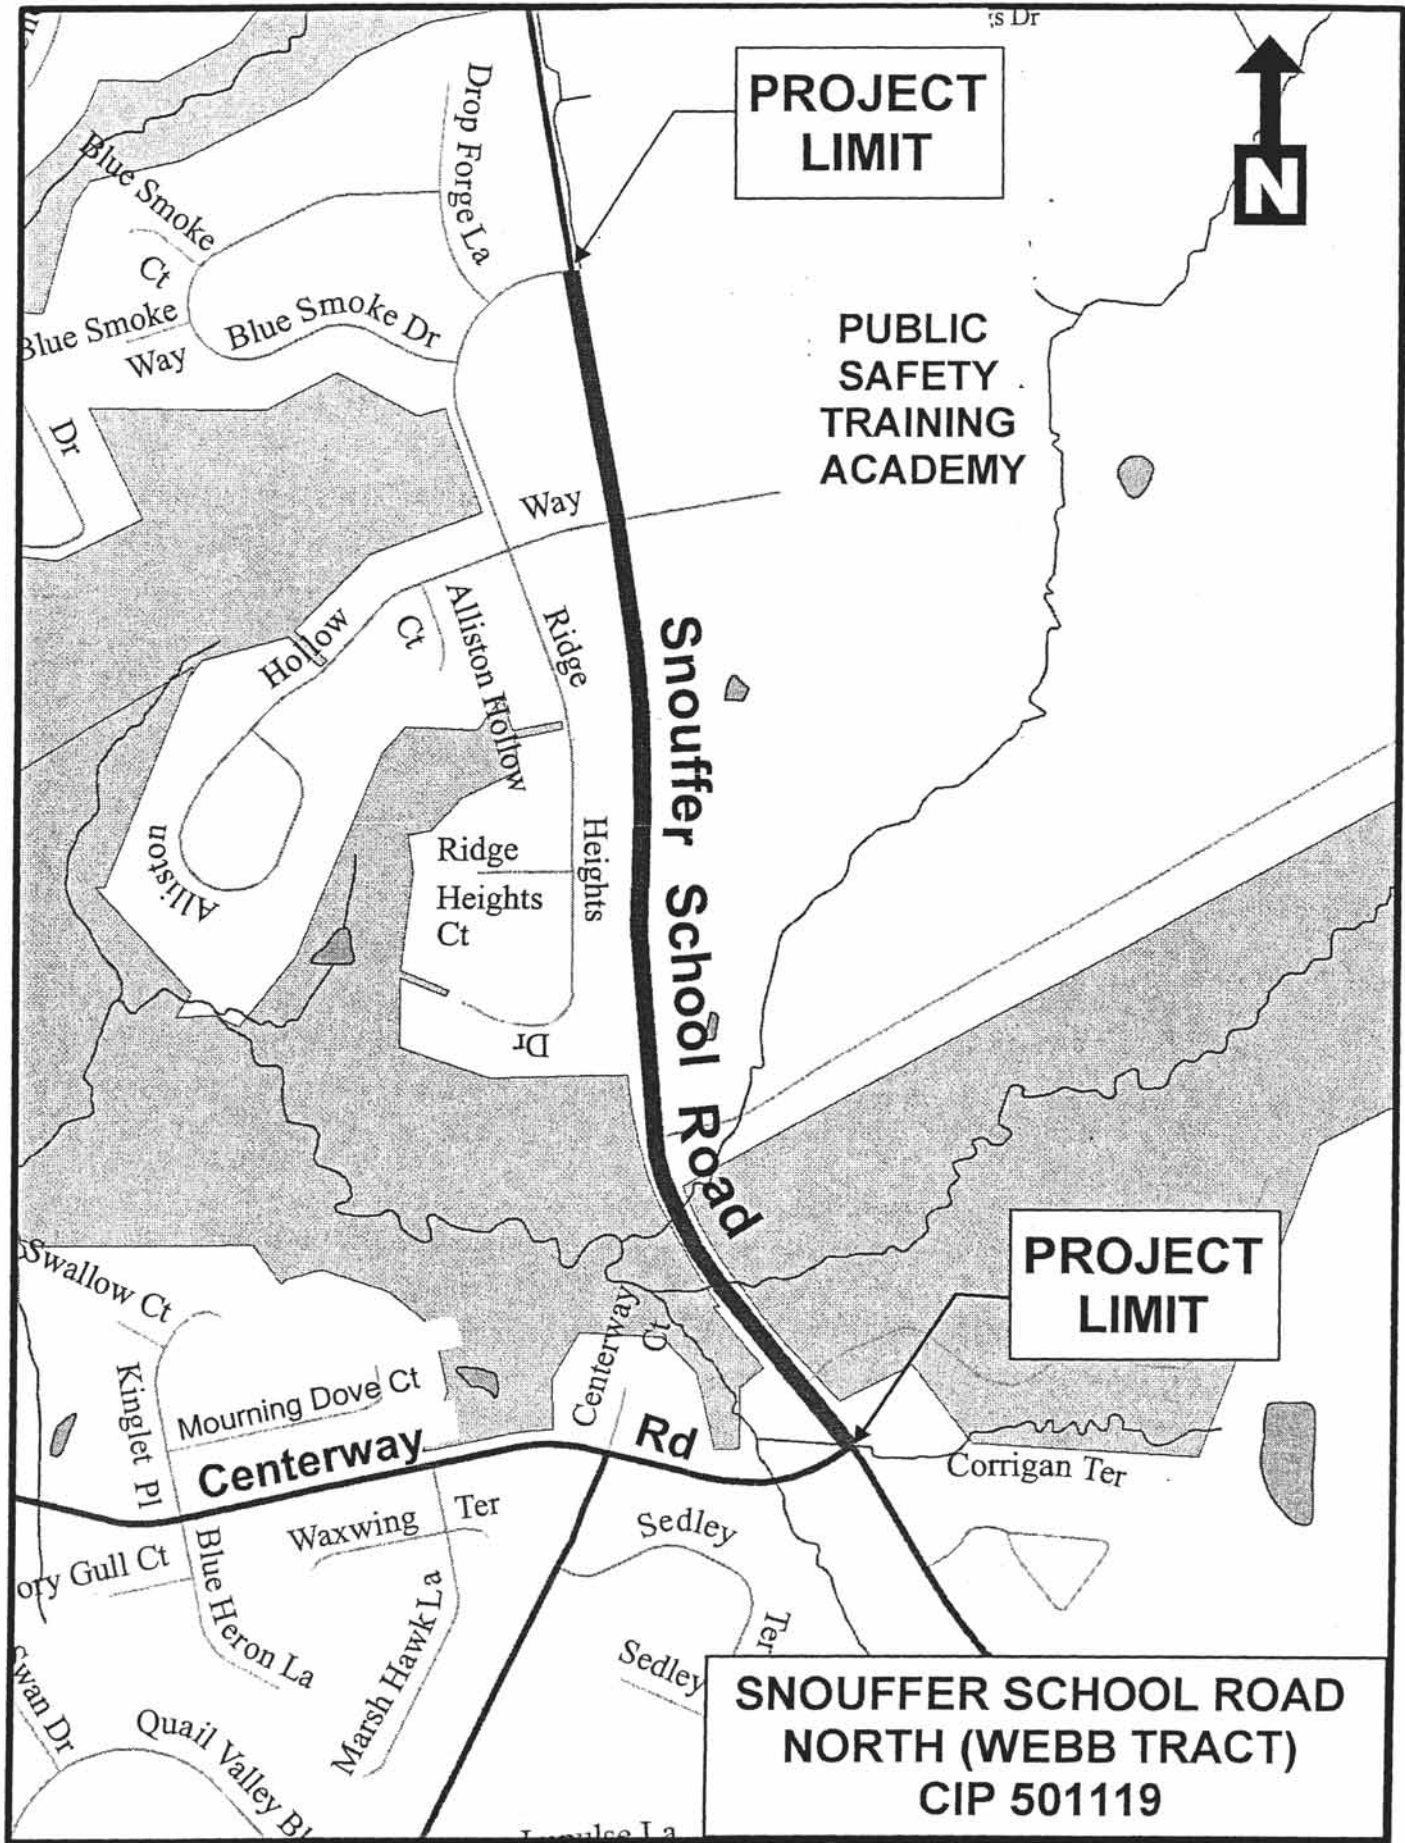 s Dr
PROJECT
LIMIT
N
Drop Forge La
Blue Smoke
Ct
Blue Smoke
Way
Blue Smoke Dr
PUBLIC
SAFETY
TRAINING
ACADEMY
Dr
Way
Hollow
Ct
Alliston Hollow
Ridge
Snouffer School Road
Alliston
Ridge
Heights
Ct
Heights
Dr
PROJECT
LIMIT
Swallow Ct
Centerway
Ct
Kinglet Pl
Mourning Dove Ct
Centerway
Rd
Corrigan Ter
Waxwing Ter
Sedley
Ter
ory Gull Ct
Blue Heron La
Marsh Hawk La
Sedley
Swan Dr
Quail Valley Bl
SNOUFFER SCHOOL ROAD
NORTH (WEBB TRACT)
CIP 501119